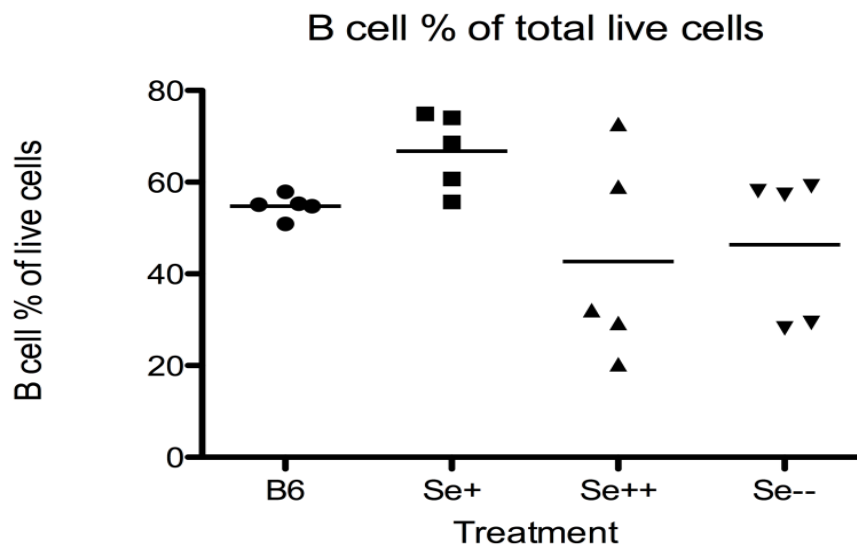 B cell % of total live cells
B cell % of live cells
80
60
40
20
0
B6 Se+ Se++ Se--
Treatment